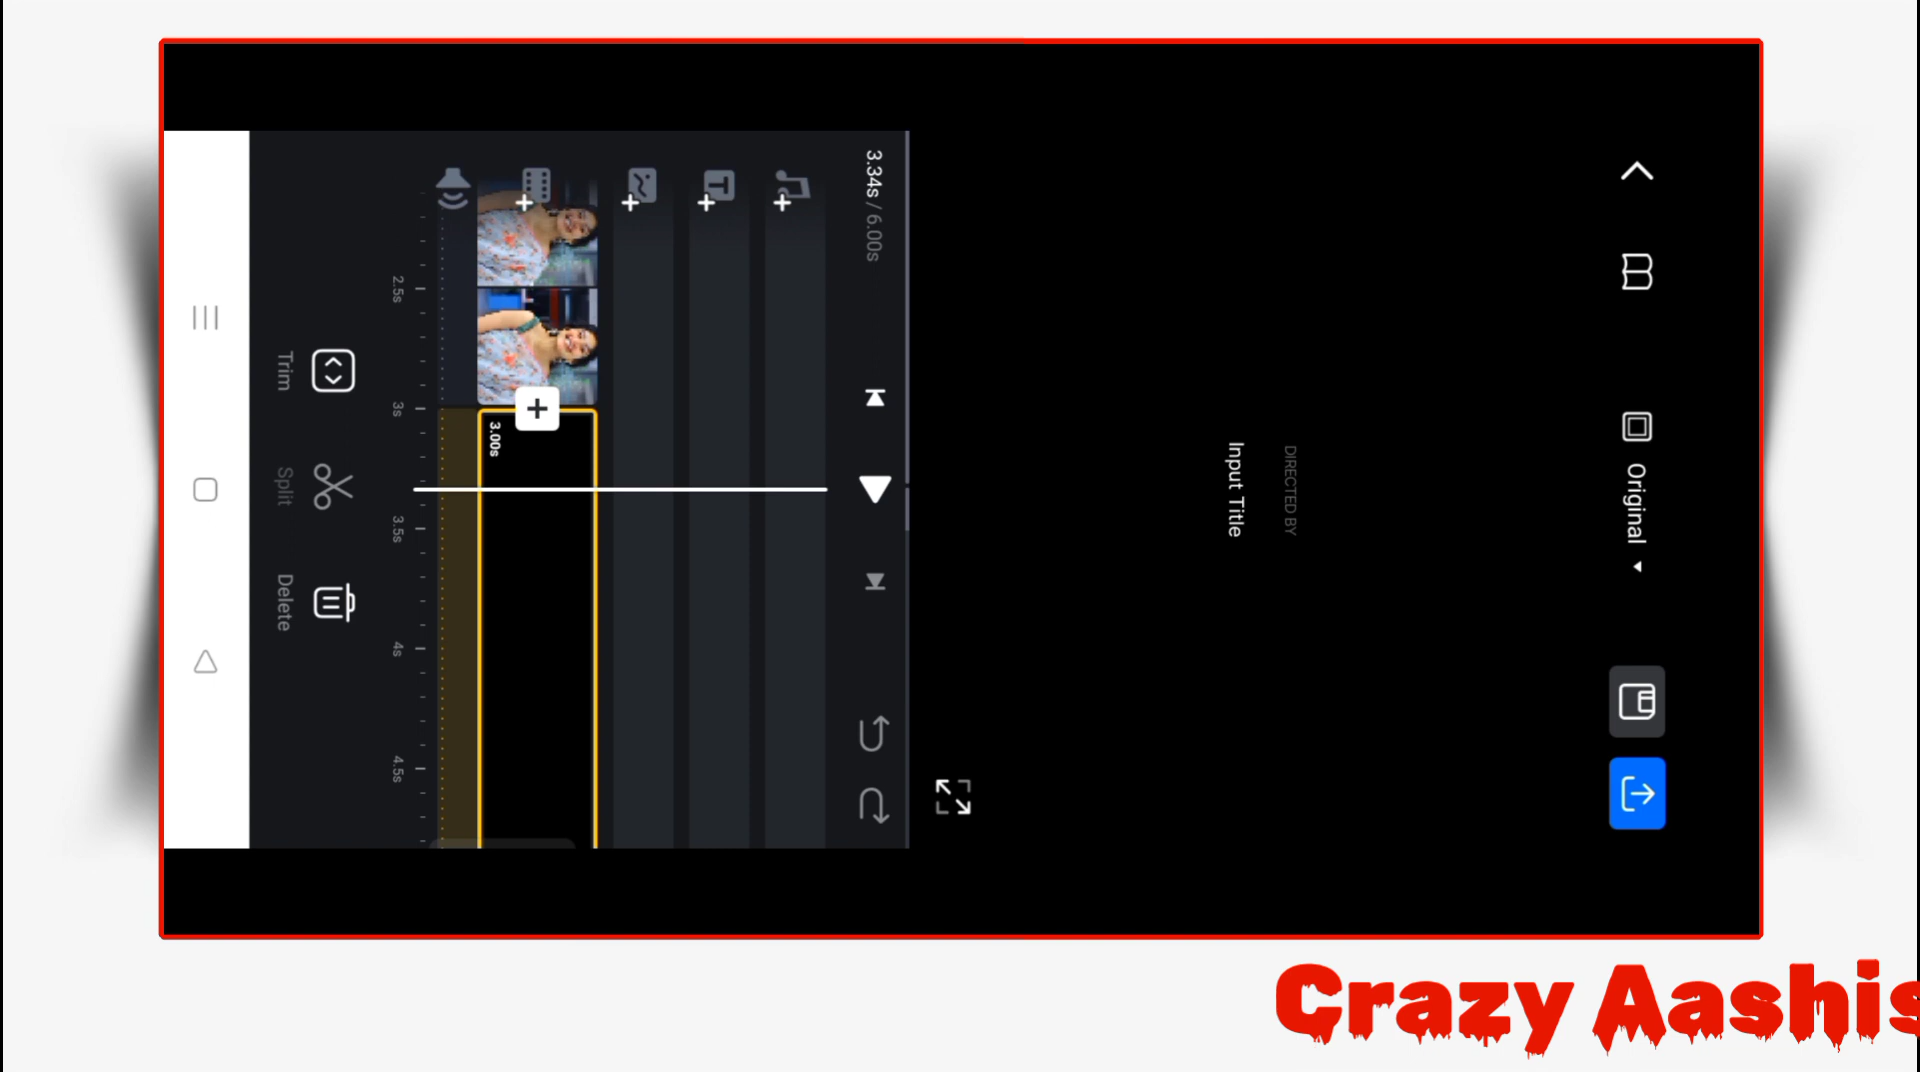 Original
DIRECTED BY
Input Title
3.34s / 6.00s
3.00s
2.5s
3s
3.5s
4s
4.5s
Trim
Split
Delete
Crazy Aashis